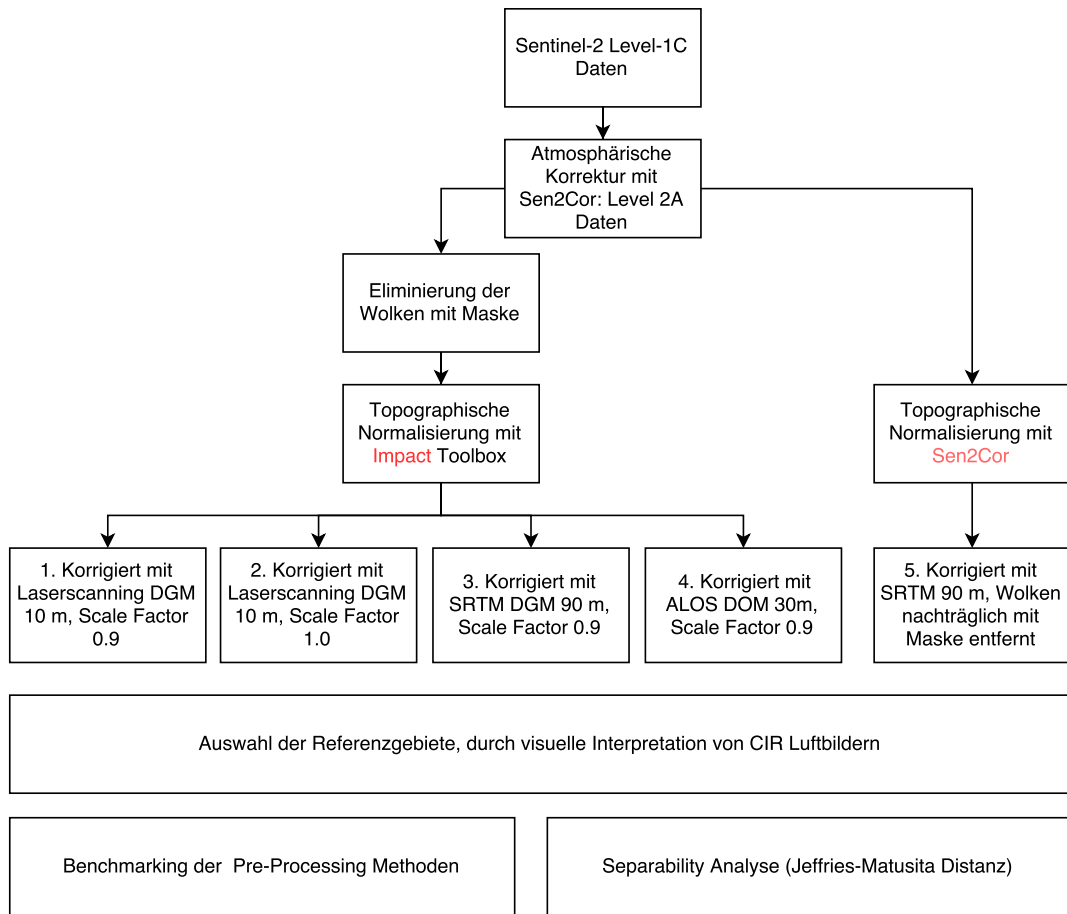 Sentinel-2 Level-1C
Daten
Atmosphärische
Korrektur mit
Sen2Cor: Level 2A
Daten
Eliminierung der
Wolken mit Maske
Topographische
Normalisierung mit
Impact Toolbox
Topographische
Normalisierung mit
Sen2Cor
1. Korrigiert mit
Laserscanning DGM
10 m, Scale Factor
0.9
2. Korrigiert mit
Laserscanning DGM
10 m, Scale Factor
1.0
3. Korrigiert mit
SRTM DGM 90 m,
Scale Factor 0.9
4. Korrigiert mit
ALOS DOM 30m,
Scale Factor 0.9
5. Korrigiert mit
SRTM 90 m, Wolken
nachträglich mit
Maske entfernt
Auswahl der Referenzgebiete, durch visuelle Interpretation von CIR Luftbildern
Benchmarking der  Pre-Processing Methoden
Separability Analyse (Jeffries-Matusita Distanz)